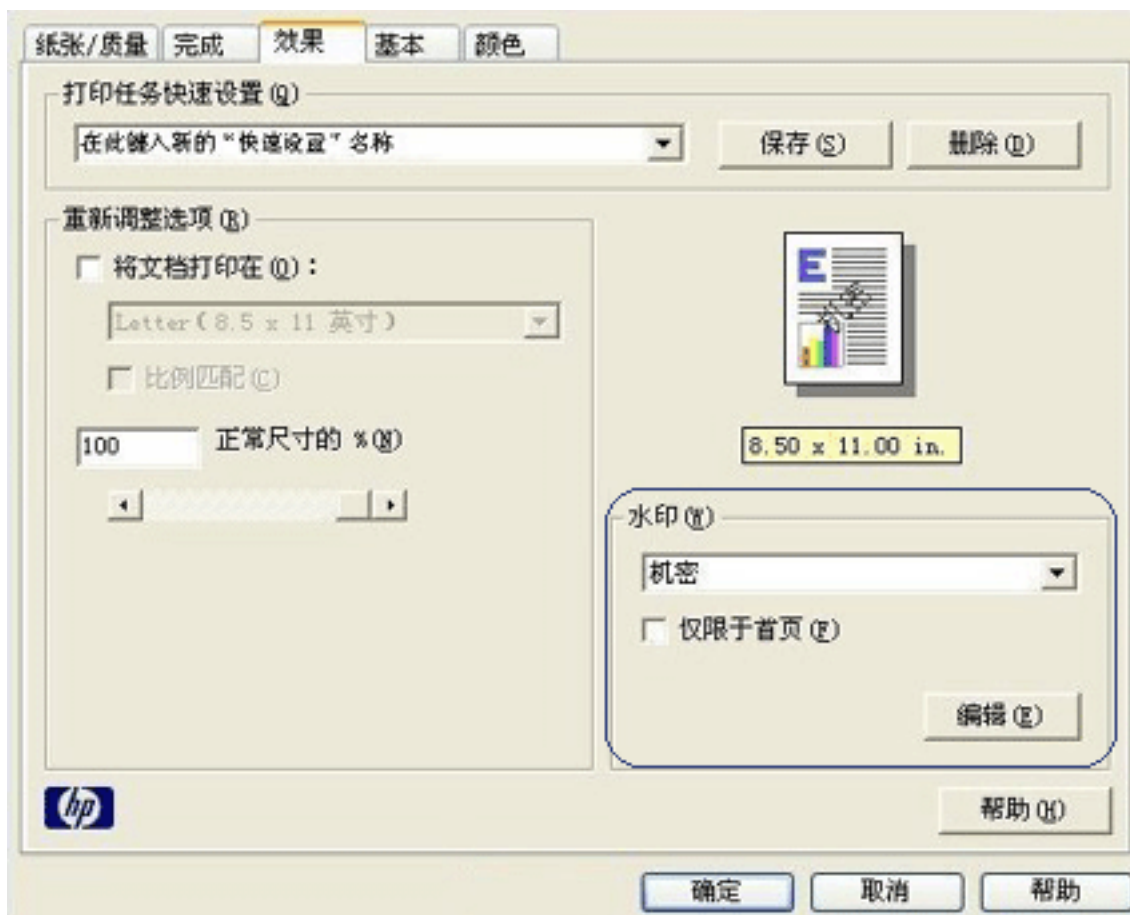 纸张/质量 完成 效果 基本 颜色
打印任务快速设置(Q)
在此键入新的“快速设置”名称
保存(S) 删除(D)
重新调整选项(R)
将文档打印在(O):
Letter(8.5 x 11 英寸)
比例匹配(C)
100 正常尺寸的 %(N)
E
机密
8.50 x 11.00 in.
水印(W)
机密
仅限于首页(F)
编辑(E)
hp
帮助(H)
确定 取消 帮助